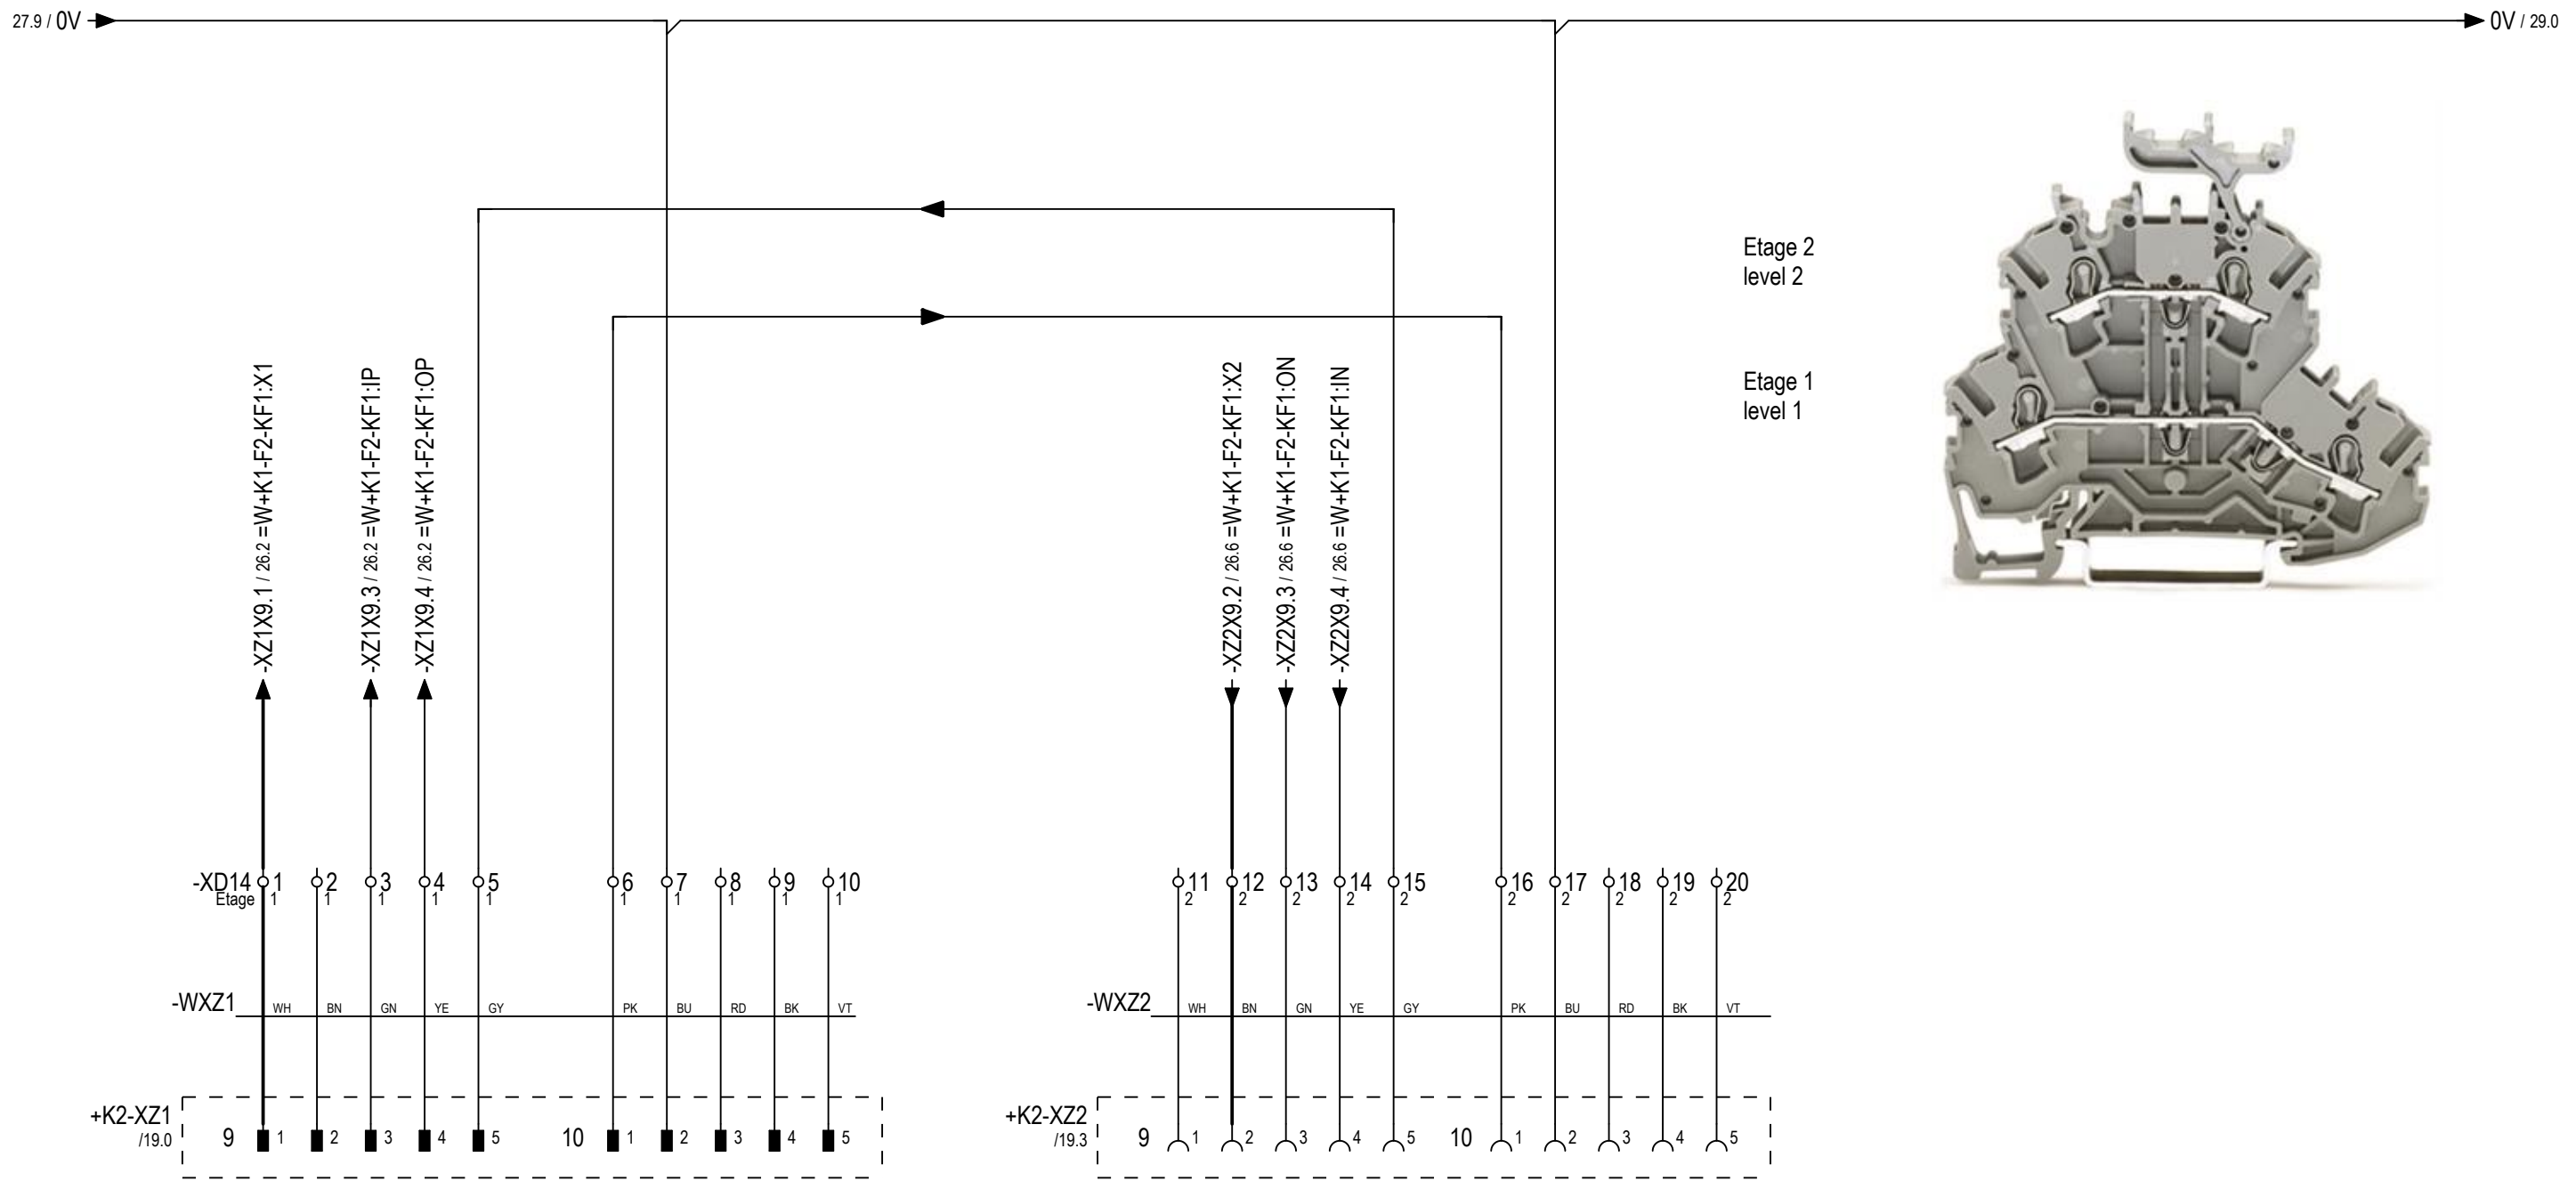 27.9 / 0V
0V / 29.0
Etage 2
level 2
Etage 1
level 1
-XZ1X9.1 / 26.2 =W+K1-F2-KF1:X1
-XZ1X9.3 / 26.2 =W+K1-F2-KF1:IP
-XZ1X9.4 / 26.2 =W+K1-F2-KF1:OP
-XZ2X9.2 / 26.6 =W+K1-F2-KF1:X2
-XZ2X9.3 / 26.6 =W+K1-F2-KF1:ON
-XZ2X9.4 / 26.6 =W+K1-F2-KF1:IN
-XD14 1 2 3 4 5 6 7 8 9 10 11 12 13 14 15 16 17 18 19 20
Etage 1 1 1 1 1 1 1 1 1 1 2 2 2 2 2 2 2 2 2 2
-WXZ1 WH BN GN YE GY PK BU RD BK VT
-WXZ2 WH BN GN YE GY PK BU RD BK VT
+K2-XZ1
/19.0
9 1 2 3 4 5 10 1 2 3 4 5
+K2-XZ2
/19.3
9 1 2 3 4 5 10 1 2 3 4 5